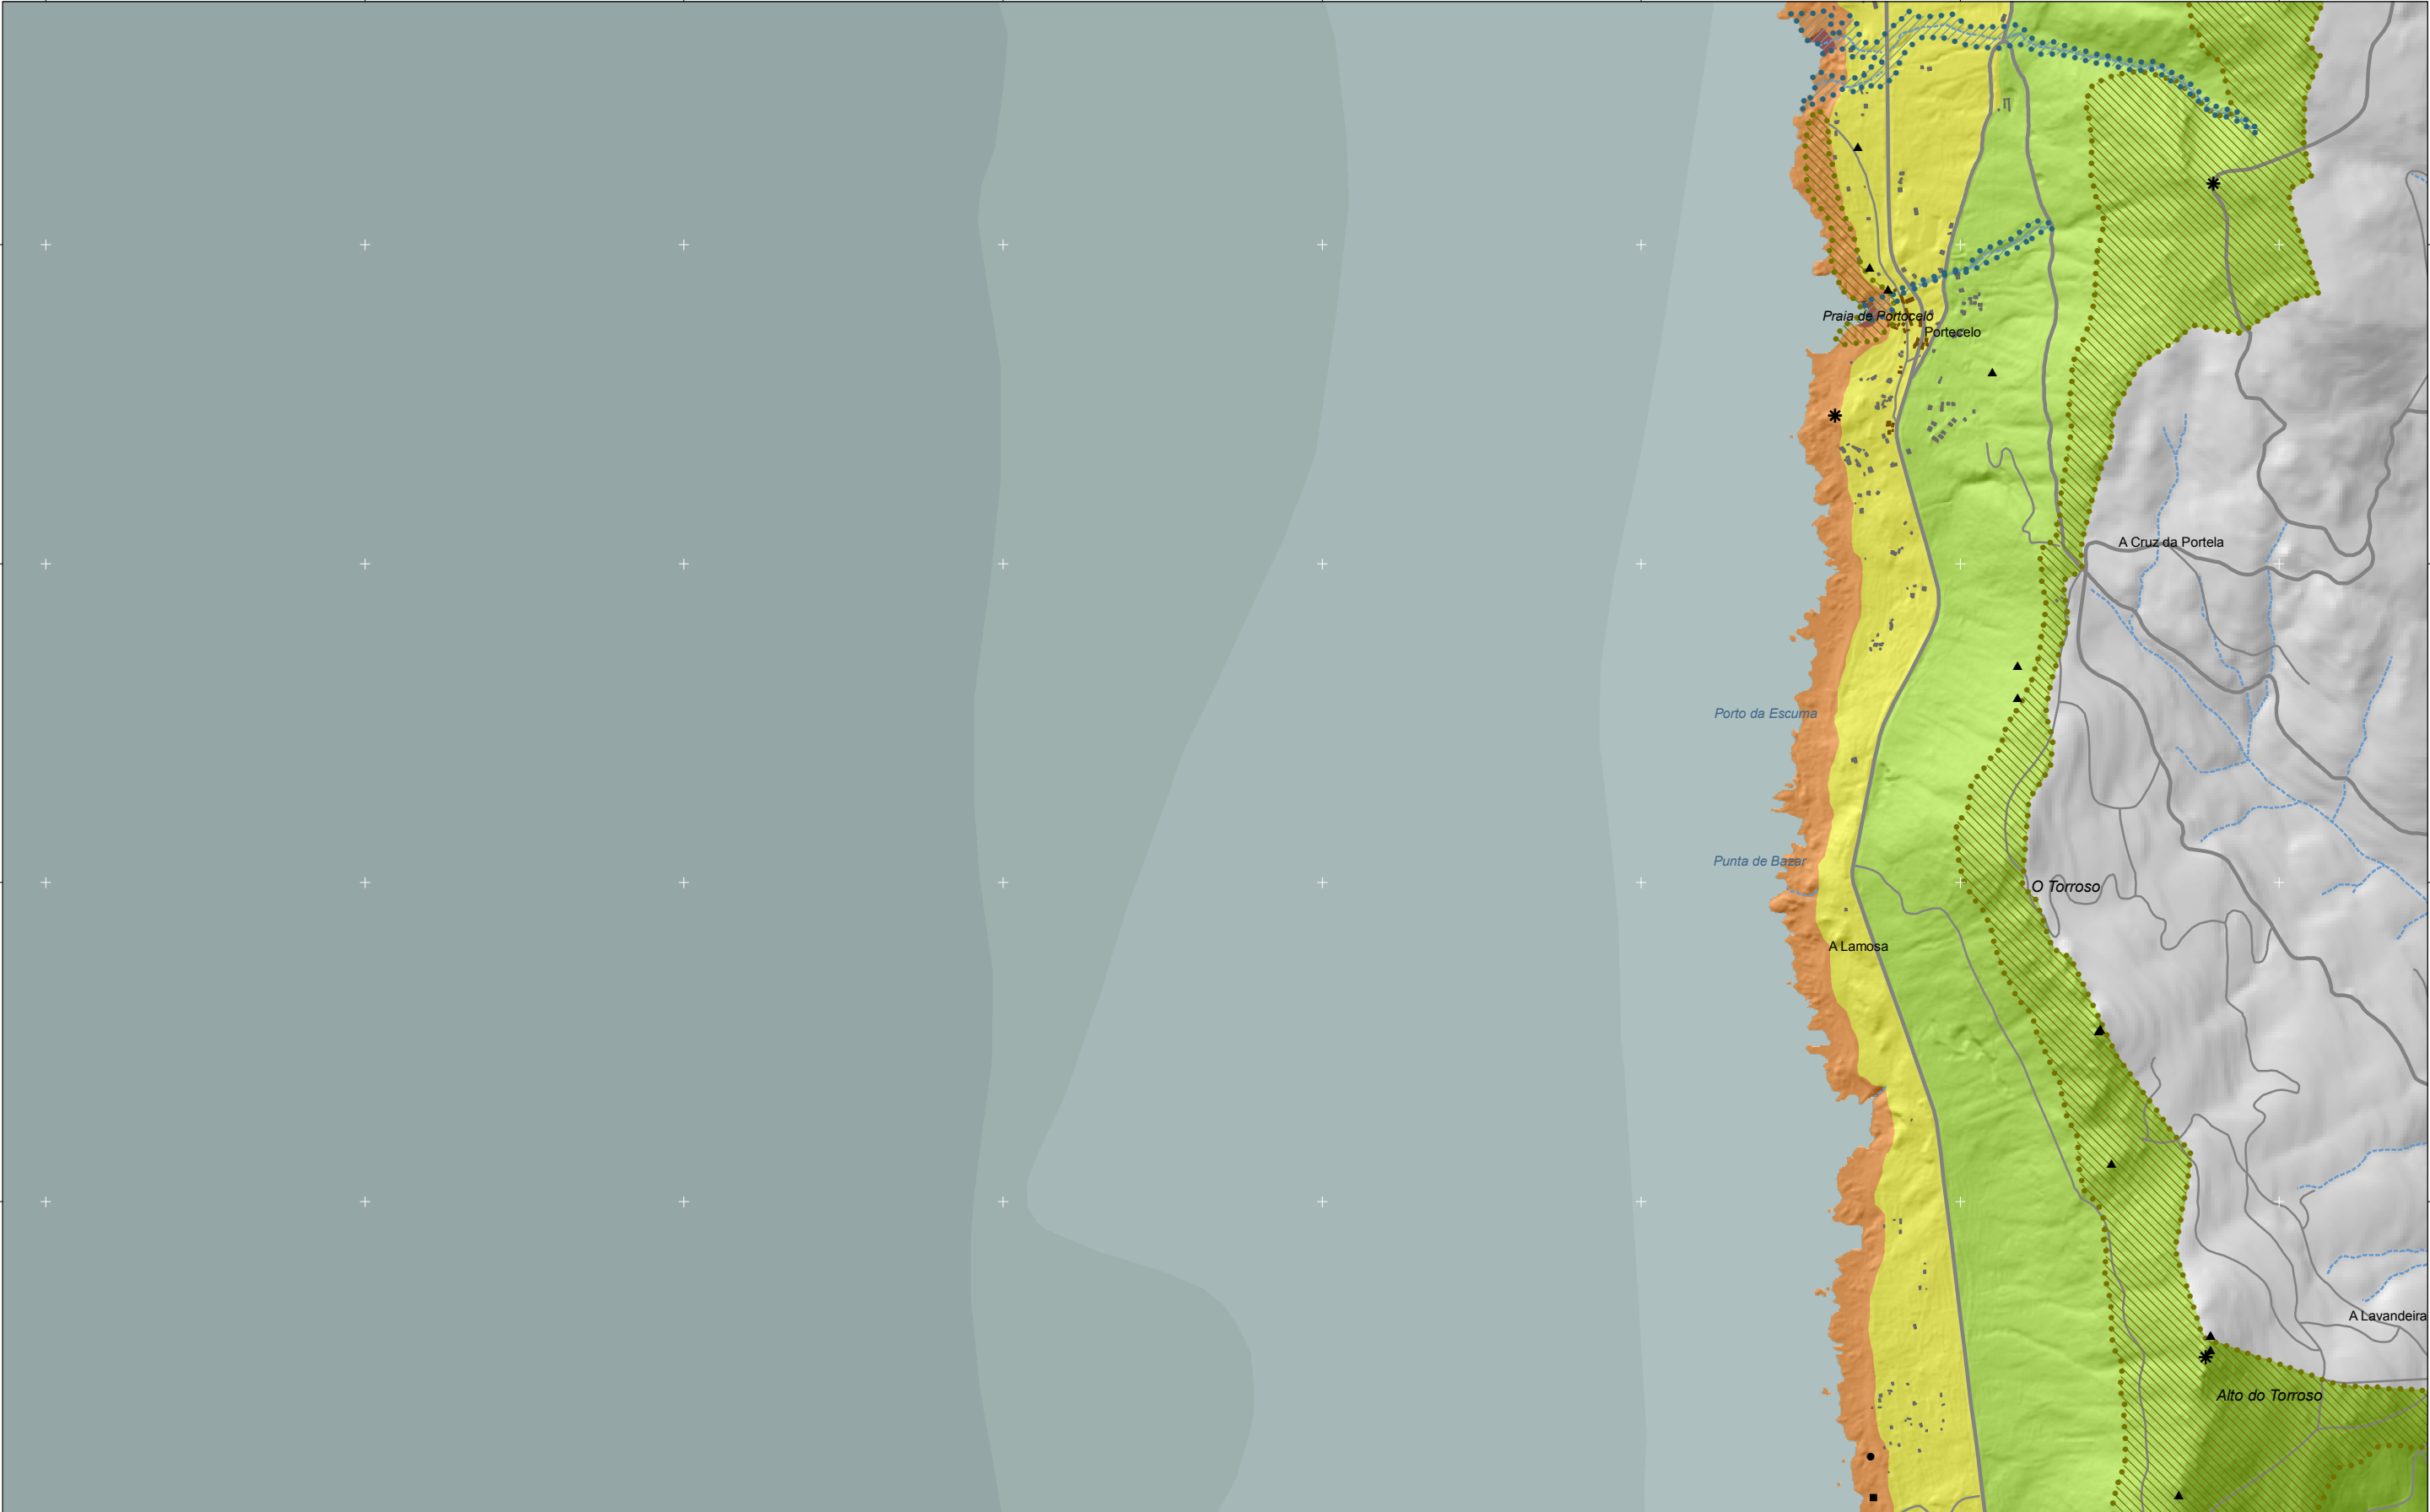 Praia de Portocelo
Portecelo
A Cruz da Portela
Porto da Escuma
Punta de Bazar
O Torroso
A Lamosa
A Lavandeira
Alto do Torroso